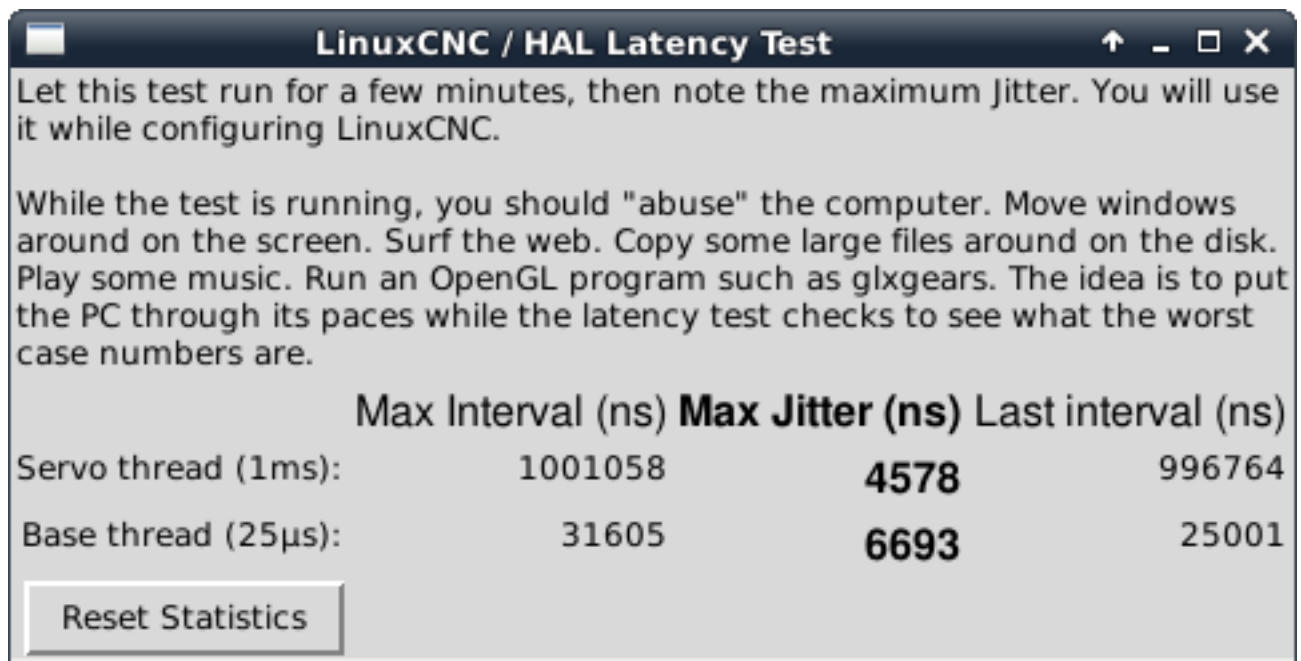 LinuxCNC / HAL Latency Test
Let this test run for a few minutes, then note the maximum Jitter. You will use
it while configuring LinuxCNC.
While the test is running, you should "abuse" the computer. Move windows
around on the screen. Surf the web. Copy some large files around on the disk.
Play some music. Run an OpenGL program such as glxgears. The idea is to put
the PC through its paces while the latency test checks to see what the worst
case numbers are.
Max Interval (ns) Max Jitter (ns) Last interval (ns)
Servo thread (1ms): 1001058 4578 996764
Base thread (25µs): 31605 6693 25001
Reset Statistics